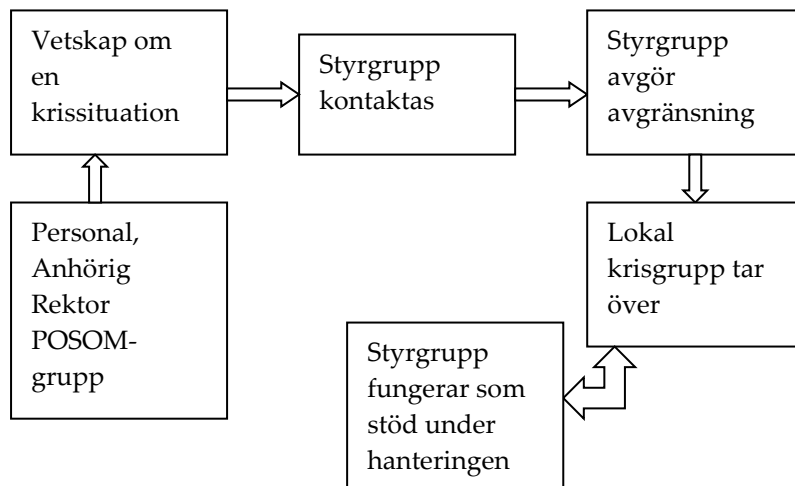 Vetskap om
en
krissituation
Styrgrupp
kontaktas
Styrgrupp
avgör
avgränsning
Personal,
Anhörig
Rektor
POSOM-
grupp
Lokal
krisgrupp tar
över
Styrgrupp
fungerar som
stöd under
hanteringen